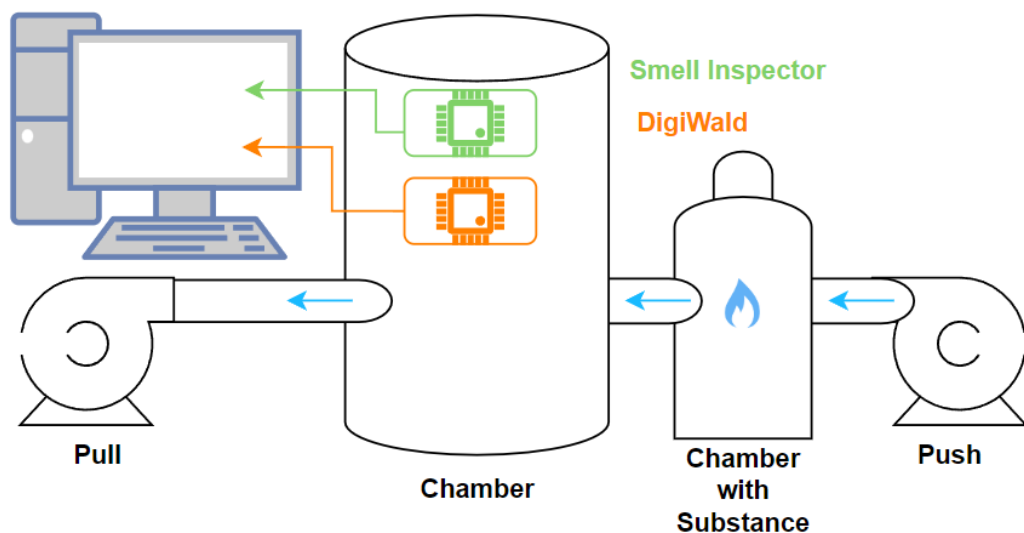 Smell Inspector
DigiWald
Pull
Chamber
Chamber
with
Substance
Push